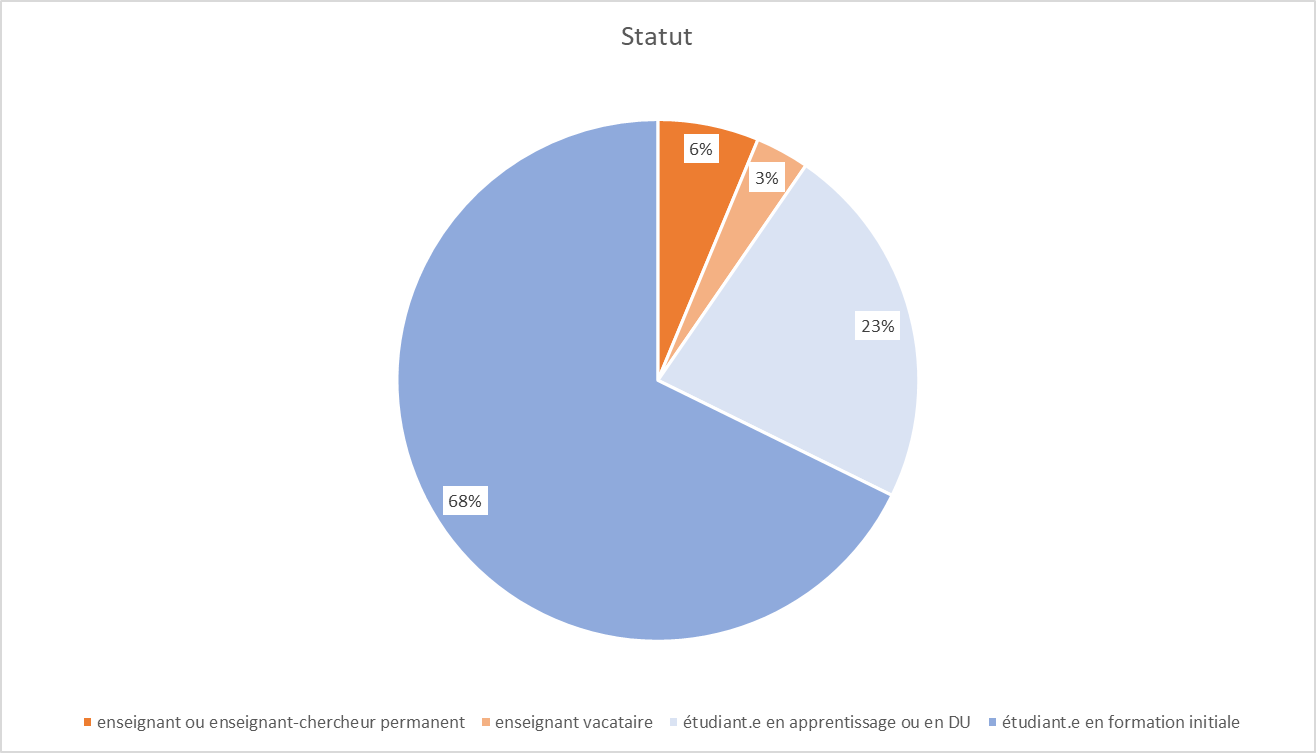 Statut
6%
3%
23%
68%
enseignant ou enseignant-chercheur permanent enseignant vacataire étudiant.e en apprentissage ou en DU étudiant.e en formation initiale